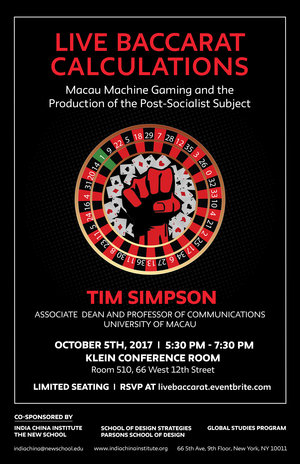 LIVE BACCARAT
CALCULATIONS
Macau Machine Gaming and the
Production of the Post-Socialist Subject
TIM SIMPSON
ASSOCIATE DEAN AND PROFESSOR OF COMMUNICATIONS
UNIVERSITY OF MACAU
OCTOBER 5TH, 2017 | 5:30 PM - 7:30 PM
KLEIN CONFERENCE ROOM
Room 510, 66 West 12th Street
LIMITED SEATING | RSVP AT livebaccarat.eventbrite.com
CO-SPONSORED BY
INDIA CHINA INSTITUTE
THE NEW SCHOOL
SCHOOL OF DESIGN STRATEGIES
PARSONS SCHOOL OF DESIGN
GLOBAL STUDIES PROGRAM
indiachina@newschool.edu
www.indiachinainstitute.org
66 5th Ave, 9th Floor, New York, NY 10011